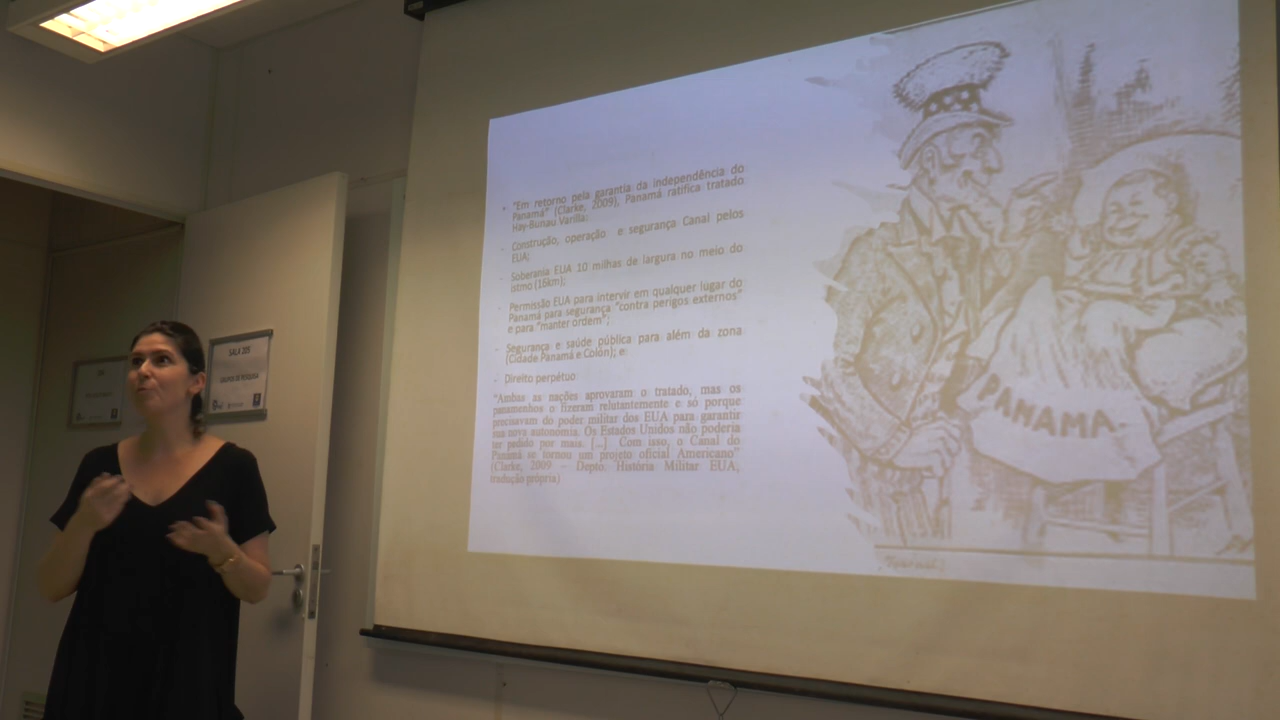 - "Em retorno pela garantia da independência do
Panamá" (Clarke, 2009), Panamá ratifica tratado
Hay-Bunau Varilla:
- Construção, operação e segurança Canal pelos
EUA;
- Soberania EUA 10 milhas de largura no meio do
istmo (16km);
- Permissão EUA para intervir em qualquer lugar do
Panamá para segurança "contra perigos externos"
e para "manter ordem";
- Segurança e saúde pública para além da zona
(Cidade Panamá e Colón); e
- Direito perpétuo
"Ambas as nações aprovaram o tratado, mas os
panamenhos o fizeram relutantemente e só porque
precisavam do poder militar dos EUA para garantir
sua nova autonomia. Os Estados Unidos não poderia
ter pedido por mais. [...] Com isso, o Canal do
Panamá se tornou um projeto oficial Americano"
(Clarke, 2009 – Depto. História Militar EUA,
tradução própria)
PANAMA
SALA 205
GRUPOS DE PESQUISA